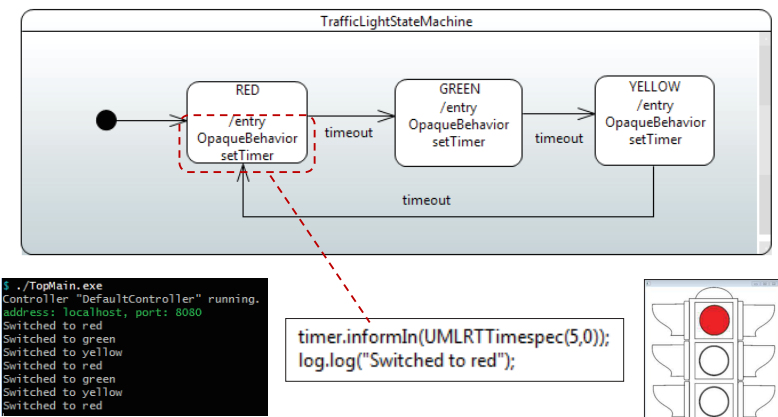 TrafficLightStateMachine
RED
/entry
OpaqueBehavior
setTimer
timeout
GREEN
/entry
OpaqueBehavior
setTimer
timeout
YELLOW
/entry
OpaqueBehavior
setTimer
timeout
$ ./TopMain.exe
Controller "DefaultController" running.
address: localhost, port: 8080
Switched to red
Switched to green
Switched to yellow
Switched to red
Switched to green
Switched to yellow
Switched to red
timer.informIn(UMLRTTimespec(5,0));
log.log("Switched to red");